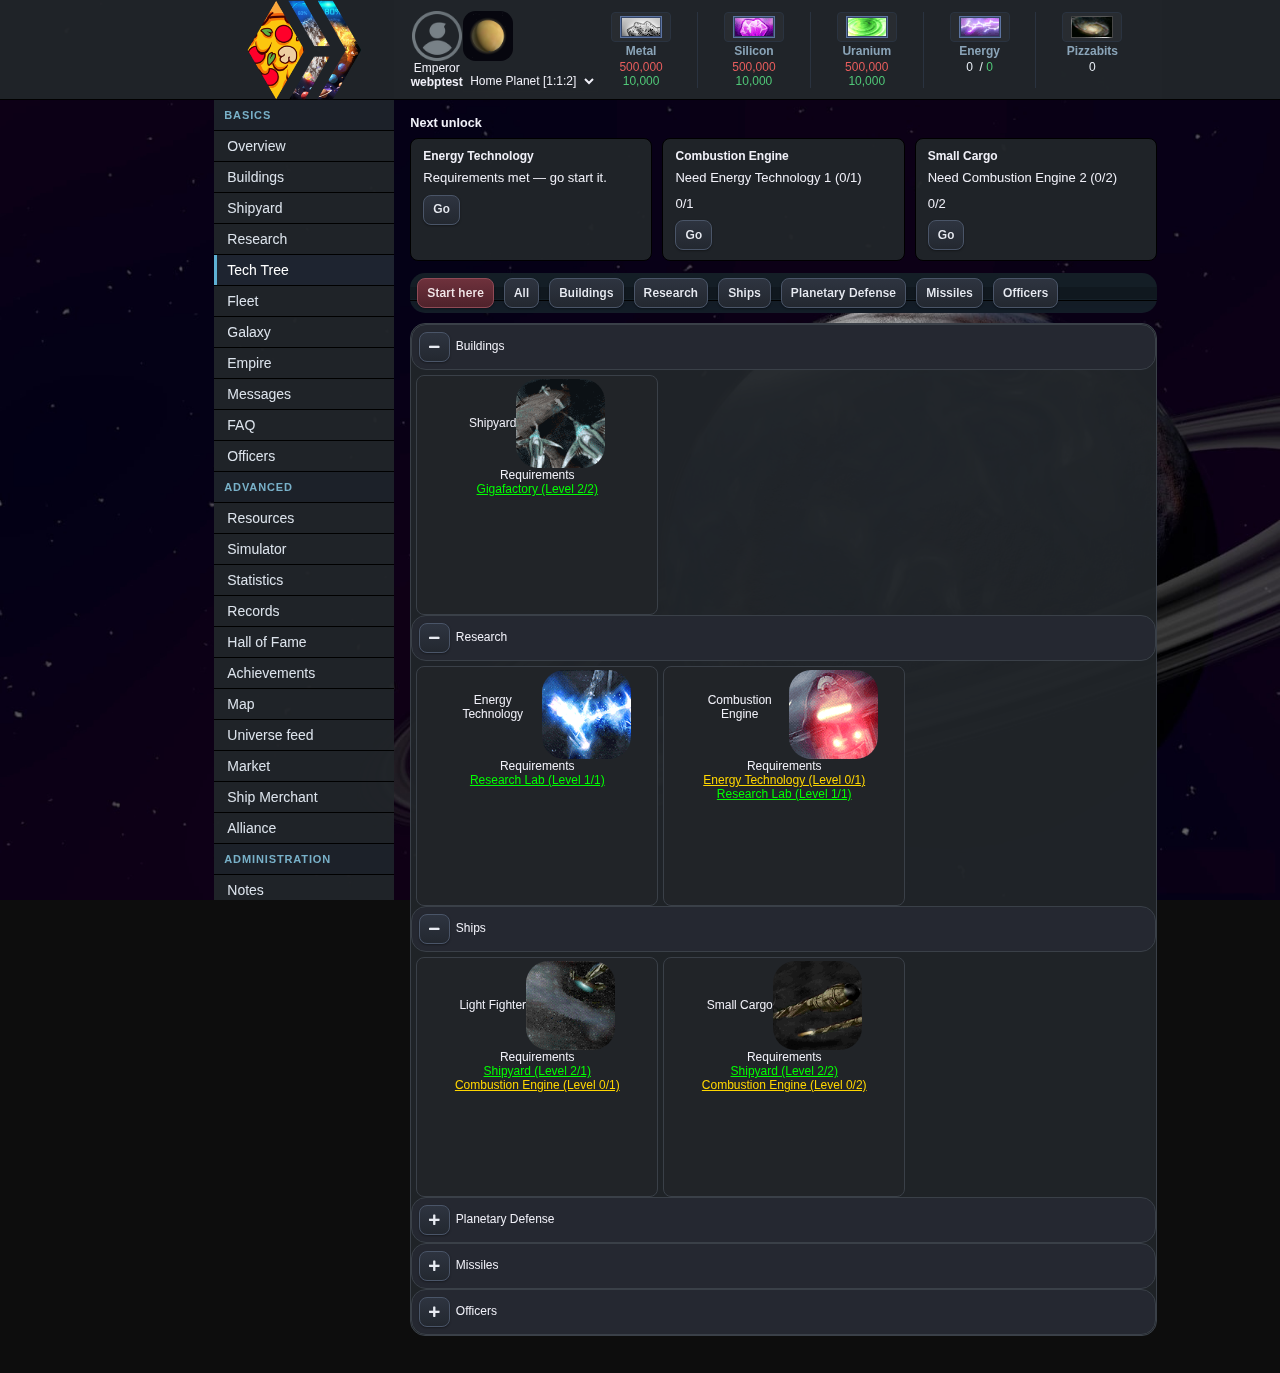 Emperor
webptest
Home Planet [1:1:2]
Metal
500,000
10,000
Silicon
500,000
10,000
Uranium
500,000
10,000
Energy
0 / 0
Pizzabits
0
BASICS
Overview
Buildings
Shipyard
Research
Tech Tree
Fleet
Galaxy
Empire
Messages
FAQ
Officers
ADVANCED
Resources
Simulator
Statistics
Records
Hall of Fame
Achievements
Map
Universe feed
Market
Ship Merchant
Alliance
ADMINISTRATION
Notes
Next unlock
Energy Technology
Requirements met — go start it.
Go
Combustion Engine
Need Energy Technology 1 (0/1)
0/1
Go
Small Cargo
Need Combustion Engine 2 (0/2)
0/2
Go
Start here
All
Buildings
Research
Ships
Planetary Defense
Missiles
Officers
Buildings
Shipyard
Requirements
Gigafactory (Level 2/2)
Research
Energy
Technology
Requirements
Research Lab (Level 1/1)
Combustion
Engine
Requirements
Energy Technology (Level 0/1)
Research Lab (Level 1/1)
Ships
Light Fighter
Requirements
Shipyard (Level 2/1)
Combustion Engine (Level 0/1)
Small Cargo
Requirements
Shipyard (Level 2/2)
Combustion Engine (Level 0/2)
Planetary Defense
Missiles
Officers